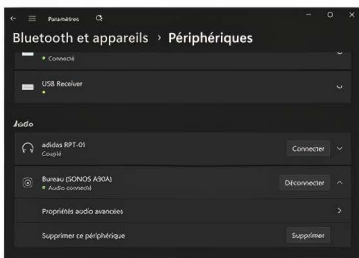 Paramètres
Bluetooth et appareils › Périphériques
Connecté
USB Receiver
Audio
adidas RPT-01
Couplé
Connecter
Bureau (SONOS A90A)
Audio connecté
Déconnecter
Propriétés audio avancées
Supprimer ce périphérique
Supprimer